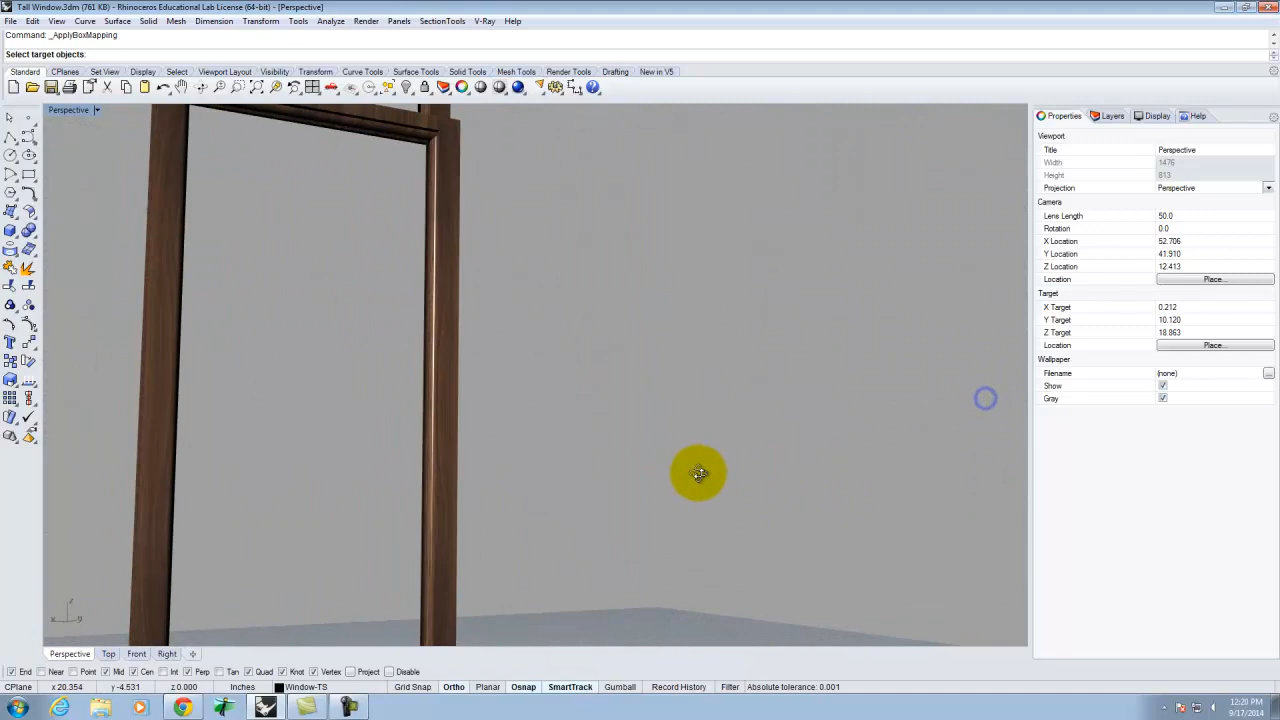 Tall Window.3dm (761 KB) - Rhinoceros Educational Lab License (64-bit) - [Perspective]
File Edit View Curve Surface Solid Mesh Dimension Transform Tools Analyze Render Panels SectionTools V-Ray Help
Command: _ApplyBoxMapping
Select target objects:
Standard CPlanes Set View Display Select Viewport Layout Visibility Transform Curve Tools Surface Tools Solid Tools Mesh Tools Render Tools Drafting New in V5
Perspective
Properties Layers Display Help
Viewport
Title Perspective
Width 1476
Height 813
Projection Perspective
Camera
Lens Length 50.0
Rotation 0.0
X Location 52.706
Y Location 41.910
Z Location 12.413
Location Place...
Target
X Target 0.212
Y Target 10.120
Z Target 18.863
Location Place...
Wallpaper
Filename (none) ...
Show
Gray
z
x y
Perspective Top Front Right
End Near Point Mid Cen Int Perp Tan Quad Knot Vertex Project Disable
CPlane x 20.354 y -4.531 z 0.000 Inches Window-TS Grid Snap Ortho Planar Osnap SmartTrack Gumball Record History Filter Absolute tolerance: 0.001
12:20 PM
9/17/2014